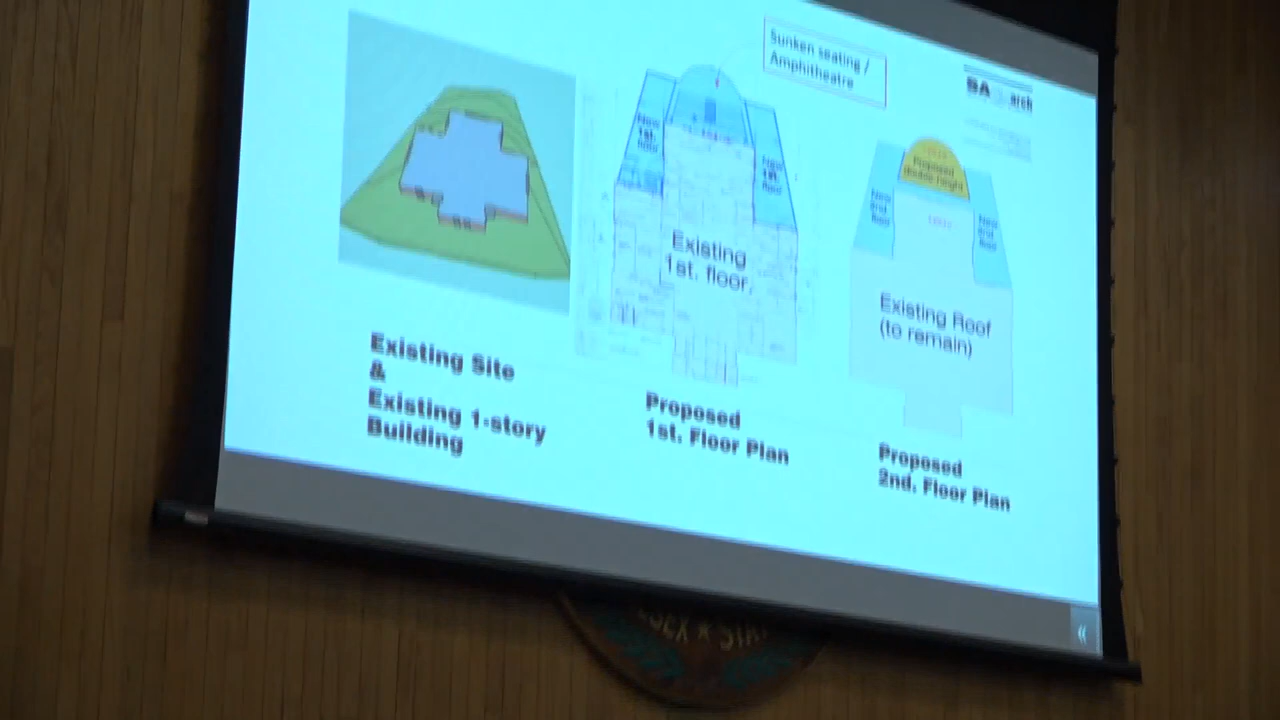 Sunken seating /
Amphitheatre
SA
arch
New
1st.
floor
New
1st.
floor
Existing
1st. floor.
Proposed
double height
New
2nd
floor
New
2nd
floor
Existing Roof
(to remain)
Existing Site
&
Existing 1-story
Building
Proposed
1st. Floor Plan
Proposed
2nd. Floor Plan
«